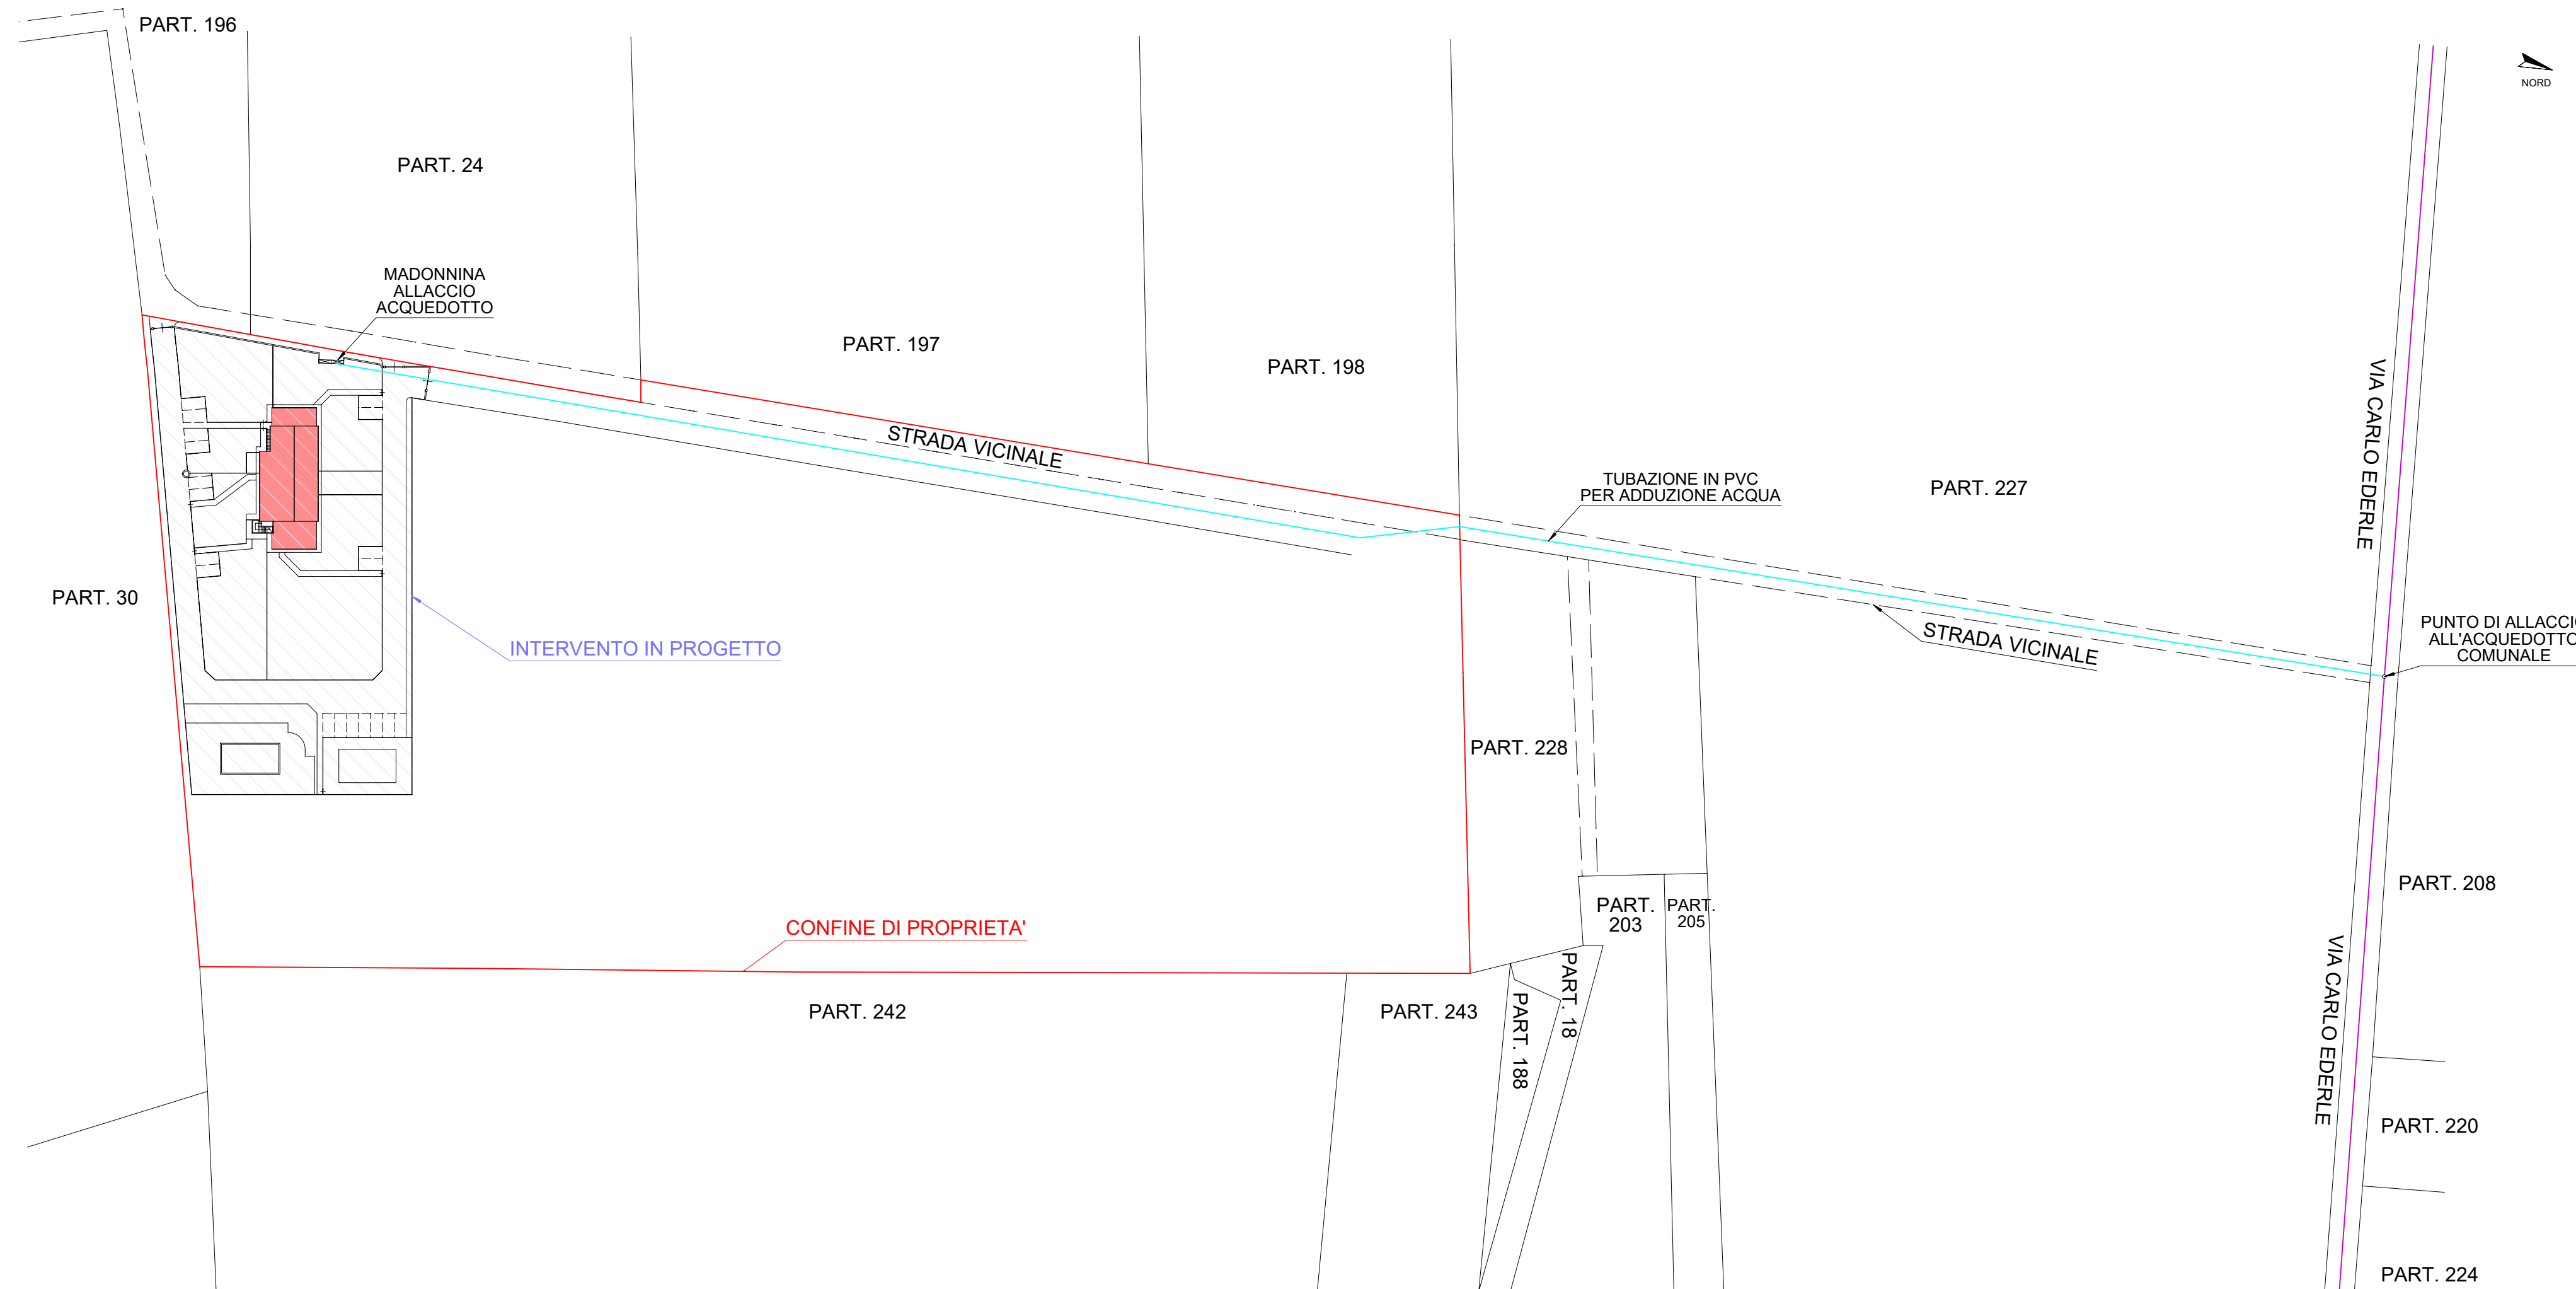 PART. 196
NORD
PART. 24
MADONNINA
ALLACCIO
ACQUEDOTTO
PART. 197
PART. 198
STRADA VICINALE
TUBAZIONE IN PVC
PER ADDUZIONE ACQUA
PART. 227
VIA CARLO EDERLE
PART. 30
INTERVENTO IN PROGETTO
STRADA VICINALE
PUNTO DI ALLACCIO
ALL'ACQUEDOTTO
COMUNALE
PART. 228
PART. 208
PART.
203
PART.
205
CONFINE DI PROPRIETA'
PART. 242
PART. 243
PART. 188
PART. 18
VIA CARLO EDERLE
PART. 220
PART. 224